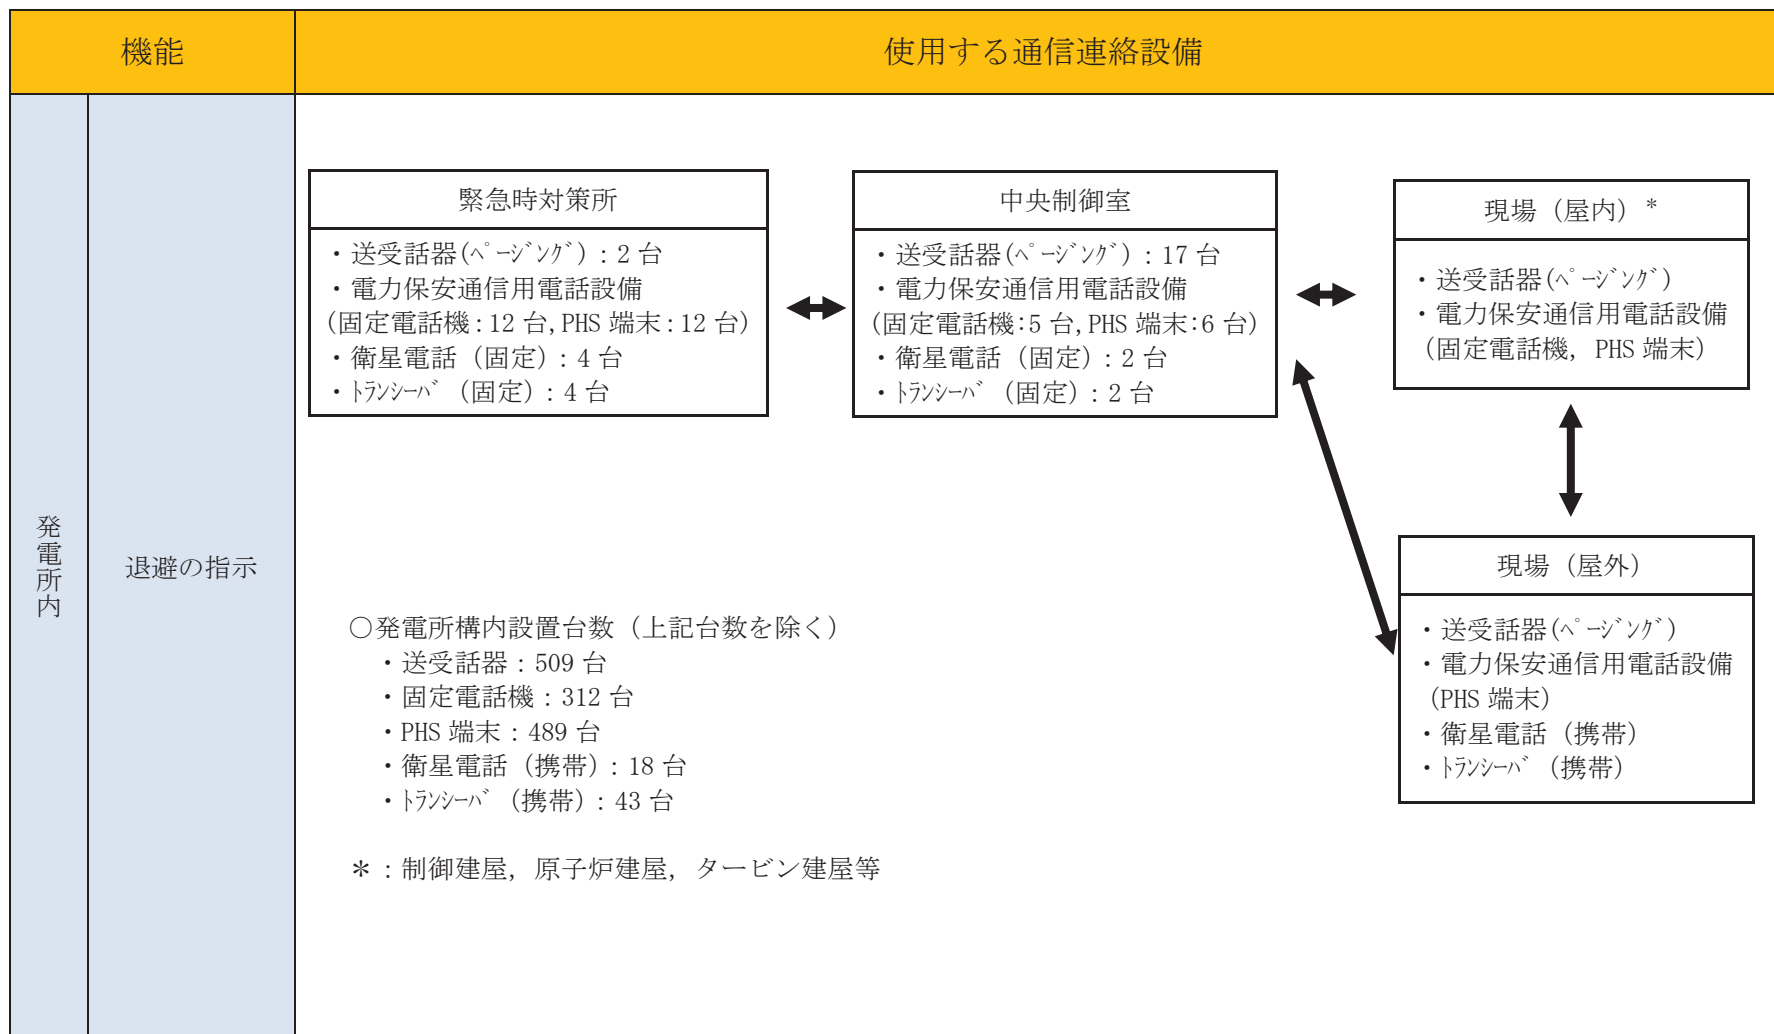 機能
使用する通信連絡設備
発電所内
退避の指示
緊急時対策所
・送受話器(ﾍﾟｰｼﾞﾝｸﾞ)：2 台
・電力保安通信用電話設備
(固定電話機：12 台,PHS 端末：12 台)
・衛星電話（固定）：4 台
・ﾄﾗﾝｼｰﾊﾞ（固定）：4 台
中央制御室
・送受話器(ﾍﾟｰｼﾞﾝｸﾞ)：17 台
・電力保安通信用電話設備
(固定電話機：5 台,PHS 端末：6 台)
・衛星電話（固定）：2 台
・ﾄﾗﾝｼｰﾊﾞ（固定）：2 台
現場（屋内）*
・送受話器(ﾍﾟｰｼﾞﾝｸﾞ)
・電力保安通信用電話設備
（固定電話機，PHS 端末）
現場（屋外）
・送受話器(ﾍﾟｰｼﾞﾝｸﾞ)
・電力保安通信用電話設備
（PHS 端末）
・衛星電話（携帯）
・ﾄﾗﾝｼｰﾊﾞ（携帯）
○発電所構内設置台数（上記台数を除く）
・送受話器：509 台
・固定電話機：312 台
・PHS 端末：489 台
・衛星電話（携帯）：18 台
・ﾄﾗﾝｼｰﾊﾞ（携帯）：43 台
＊：制御建屋，原子炉建屋，タービン建屋等